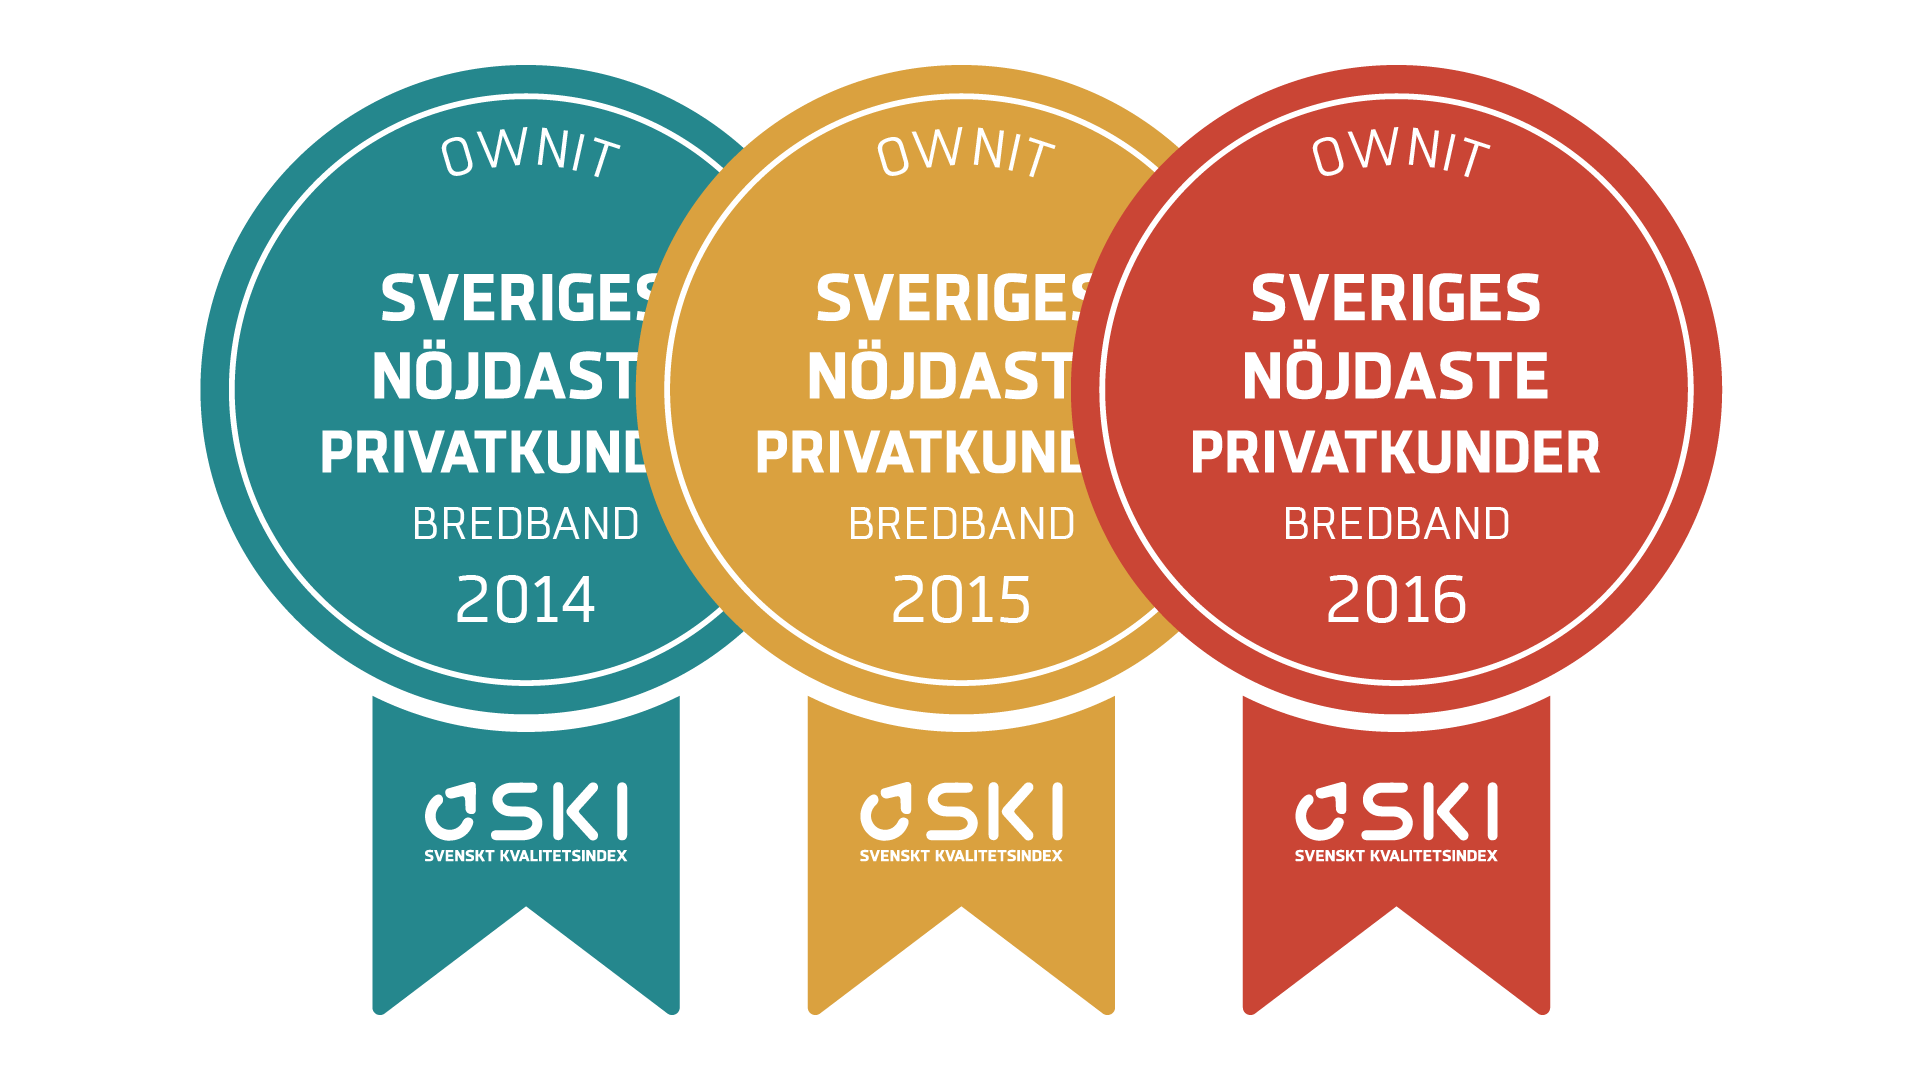 OWNIT
SVERIGES
NÖJDAST
PRIVATKUND
BREDBAND
2014
SKI
SVENSKT KVALITETSINDEX
OWNIT
SVERIGES
NÖJDAST
PRIVATKUND
BREDBAND
2015
SKI
SVENSKT KVALITETSINDEX
OWNIT
SVERIGES
NÖJDASTE
PRIVATKUNDER
BREDBAND
2016
SKI
SVENSKT KVALITETSINDEX